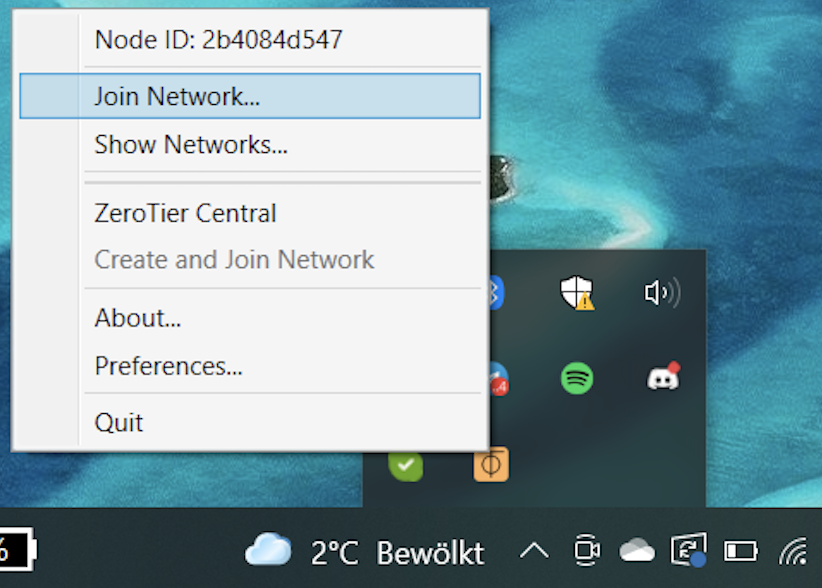 Node ID: 2b4084d547
Join Network...
Show Networks...
ZeroTier Central
Create and Join Network
About...
Preferences...
Quit
%
2°C Bewölkt